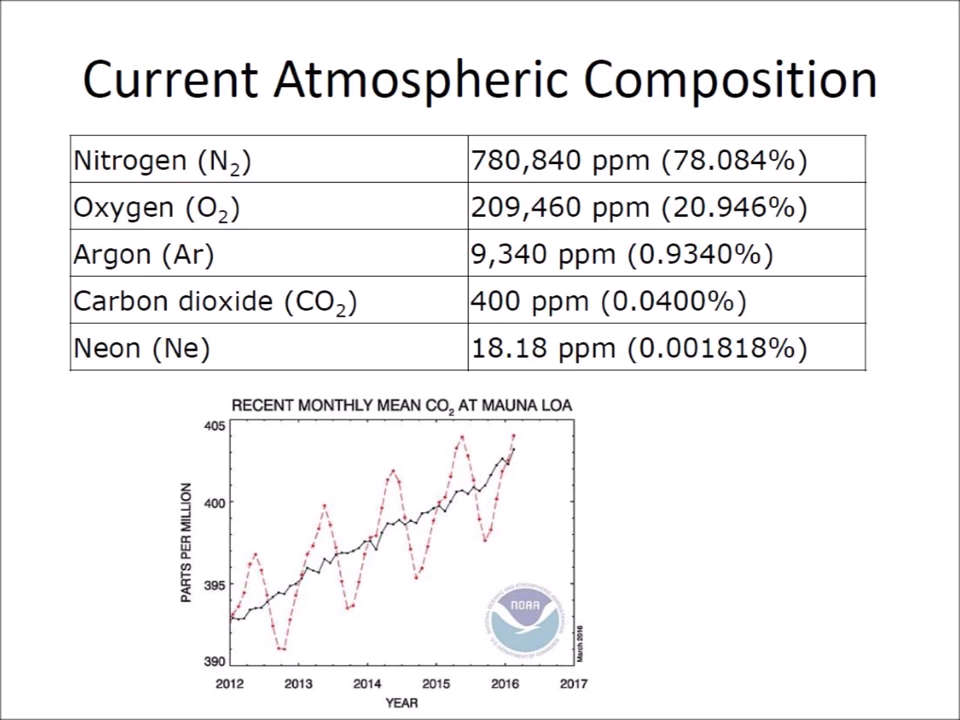 Current Atmospheric Composition
Nitrogen (N₂) 780,840 ppm (78.084%)
Oxygen (O₂) 209,460 ppm (20.946%)
Argon (Ar) 9,340 ppm (0.9340%)
Carbon dioxide (CO₂) 400 ppm (0.0400%)
Neon (Ne) 18.18 ppm (0.001818%)
RECENT MONTHLY MEAN CO₂ AT MAUNA LOA
405
400
395
390
PARTS PER MILLION
2012 2013 2014 2015 2016 2017
YEAR
NOAA
March 2016